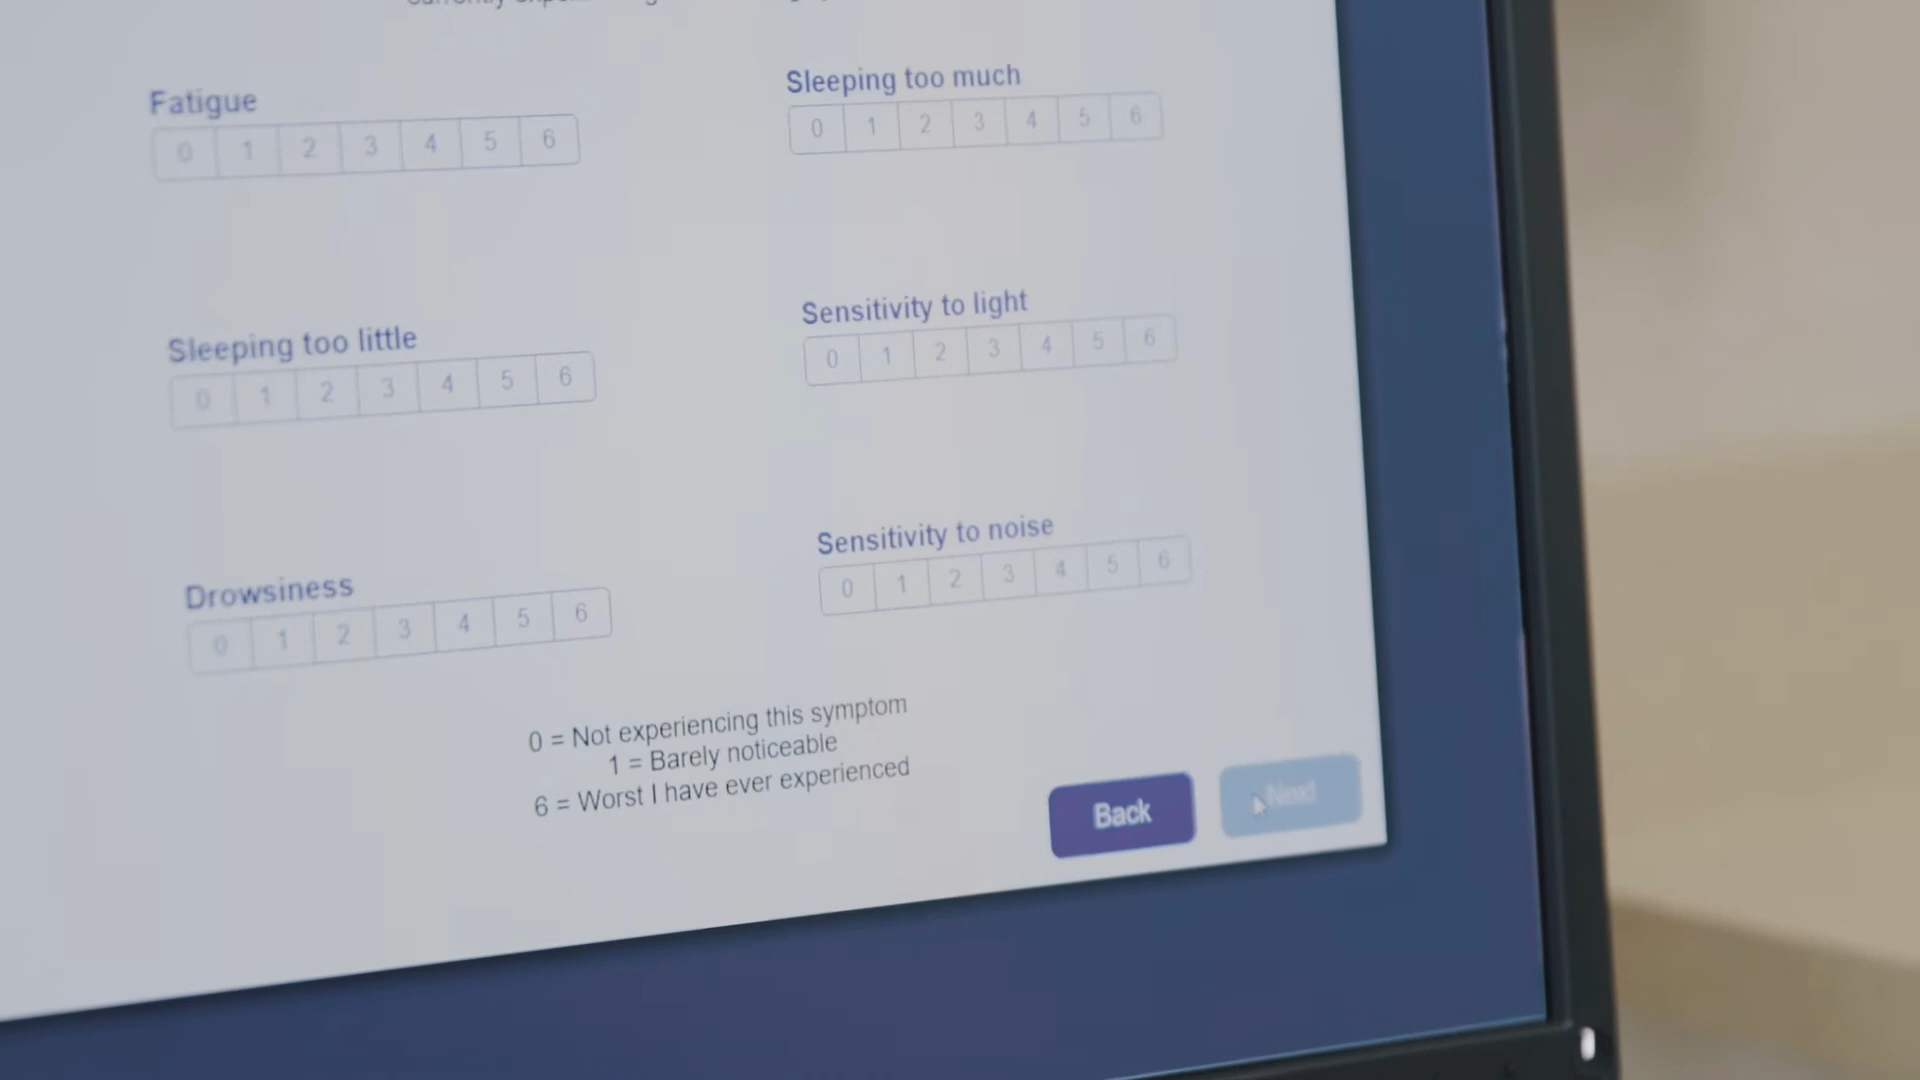 currently
Fatigue
0 1 2 3 4 5 6
Sleeping too much
0 1 2 3 4 5 6
Sleeping too little
0 1 2 3 4 5 6
Sensitivity to light
0 1 2 3 4 5 6
Drowsiness
0 1 2 3 4 5 6
Sensitivity to noise
0 1 2 3 4 5 6
0 = Not experiencing this symptom
1 = Barely noticeable
6 = Worst I have ever experienced
Back
Next